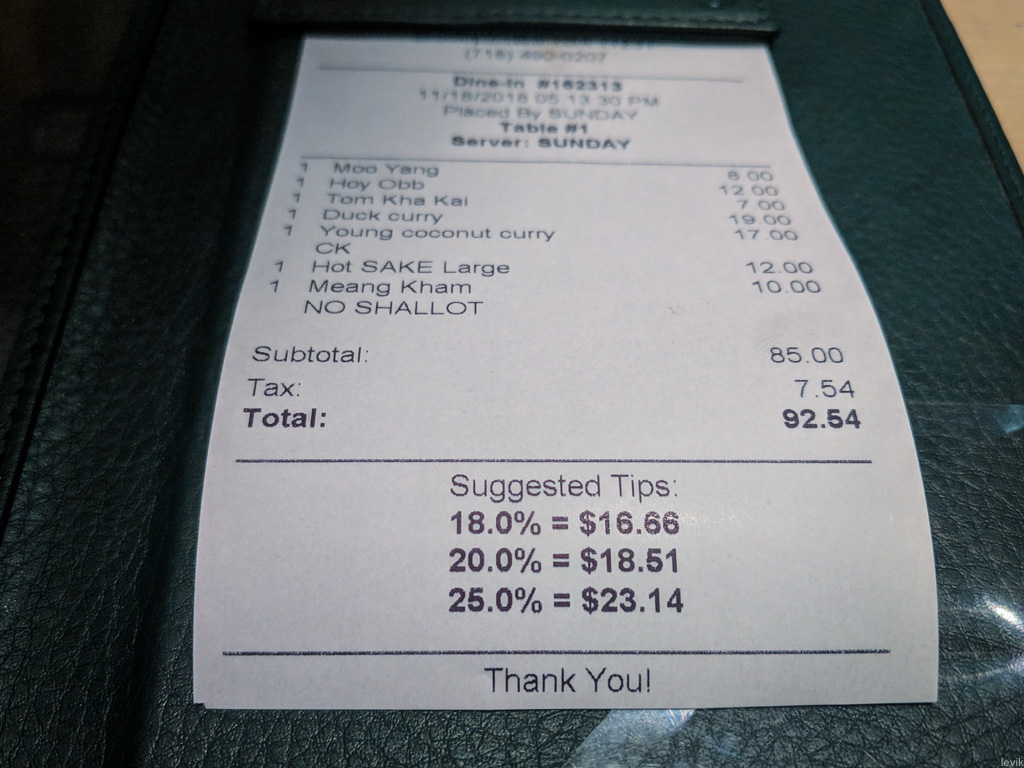 (718) 490-0207
Dine-In #162313
11/18/2018 05:13:30 PM
Placed By SUNDAY
Table #1
Server: SUNDAY
1 Moo Yang 8.00
1 Hoy Obb 12.00
1 Tom Kha Kai 7.00
1 Duck curry 19.00
1 Young coconut curry 17.00
CK
1 Hot SAKE Large 12.00
1 Meang Kham 10.00
NO SHALLOT
Subtotal: 85.00
Tax: 7.54
Total: 92.54
Suggested Tips:
18.0% = $16.66
20.0% = $18.51
25.0% = $23.14
Thank You!
levik